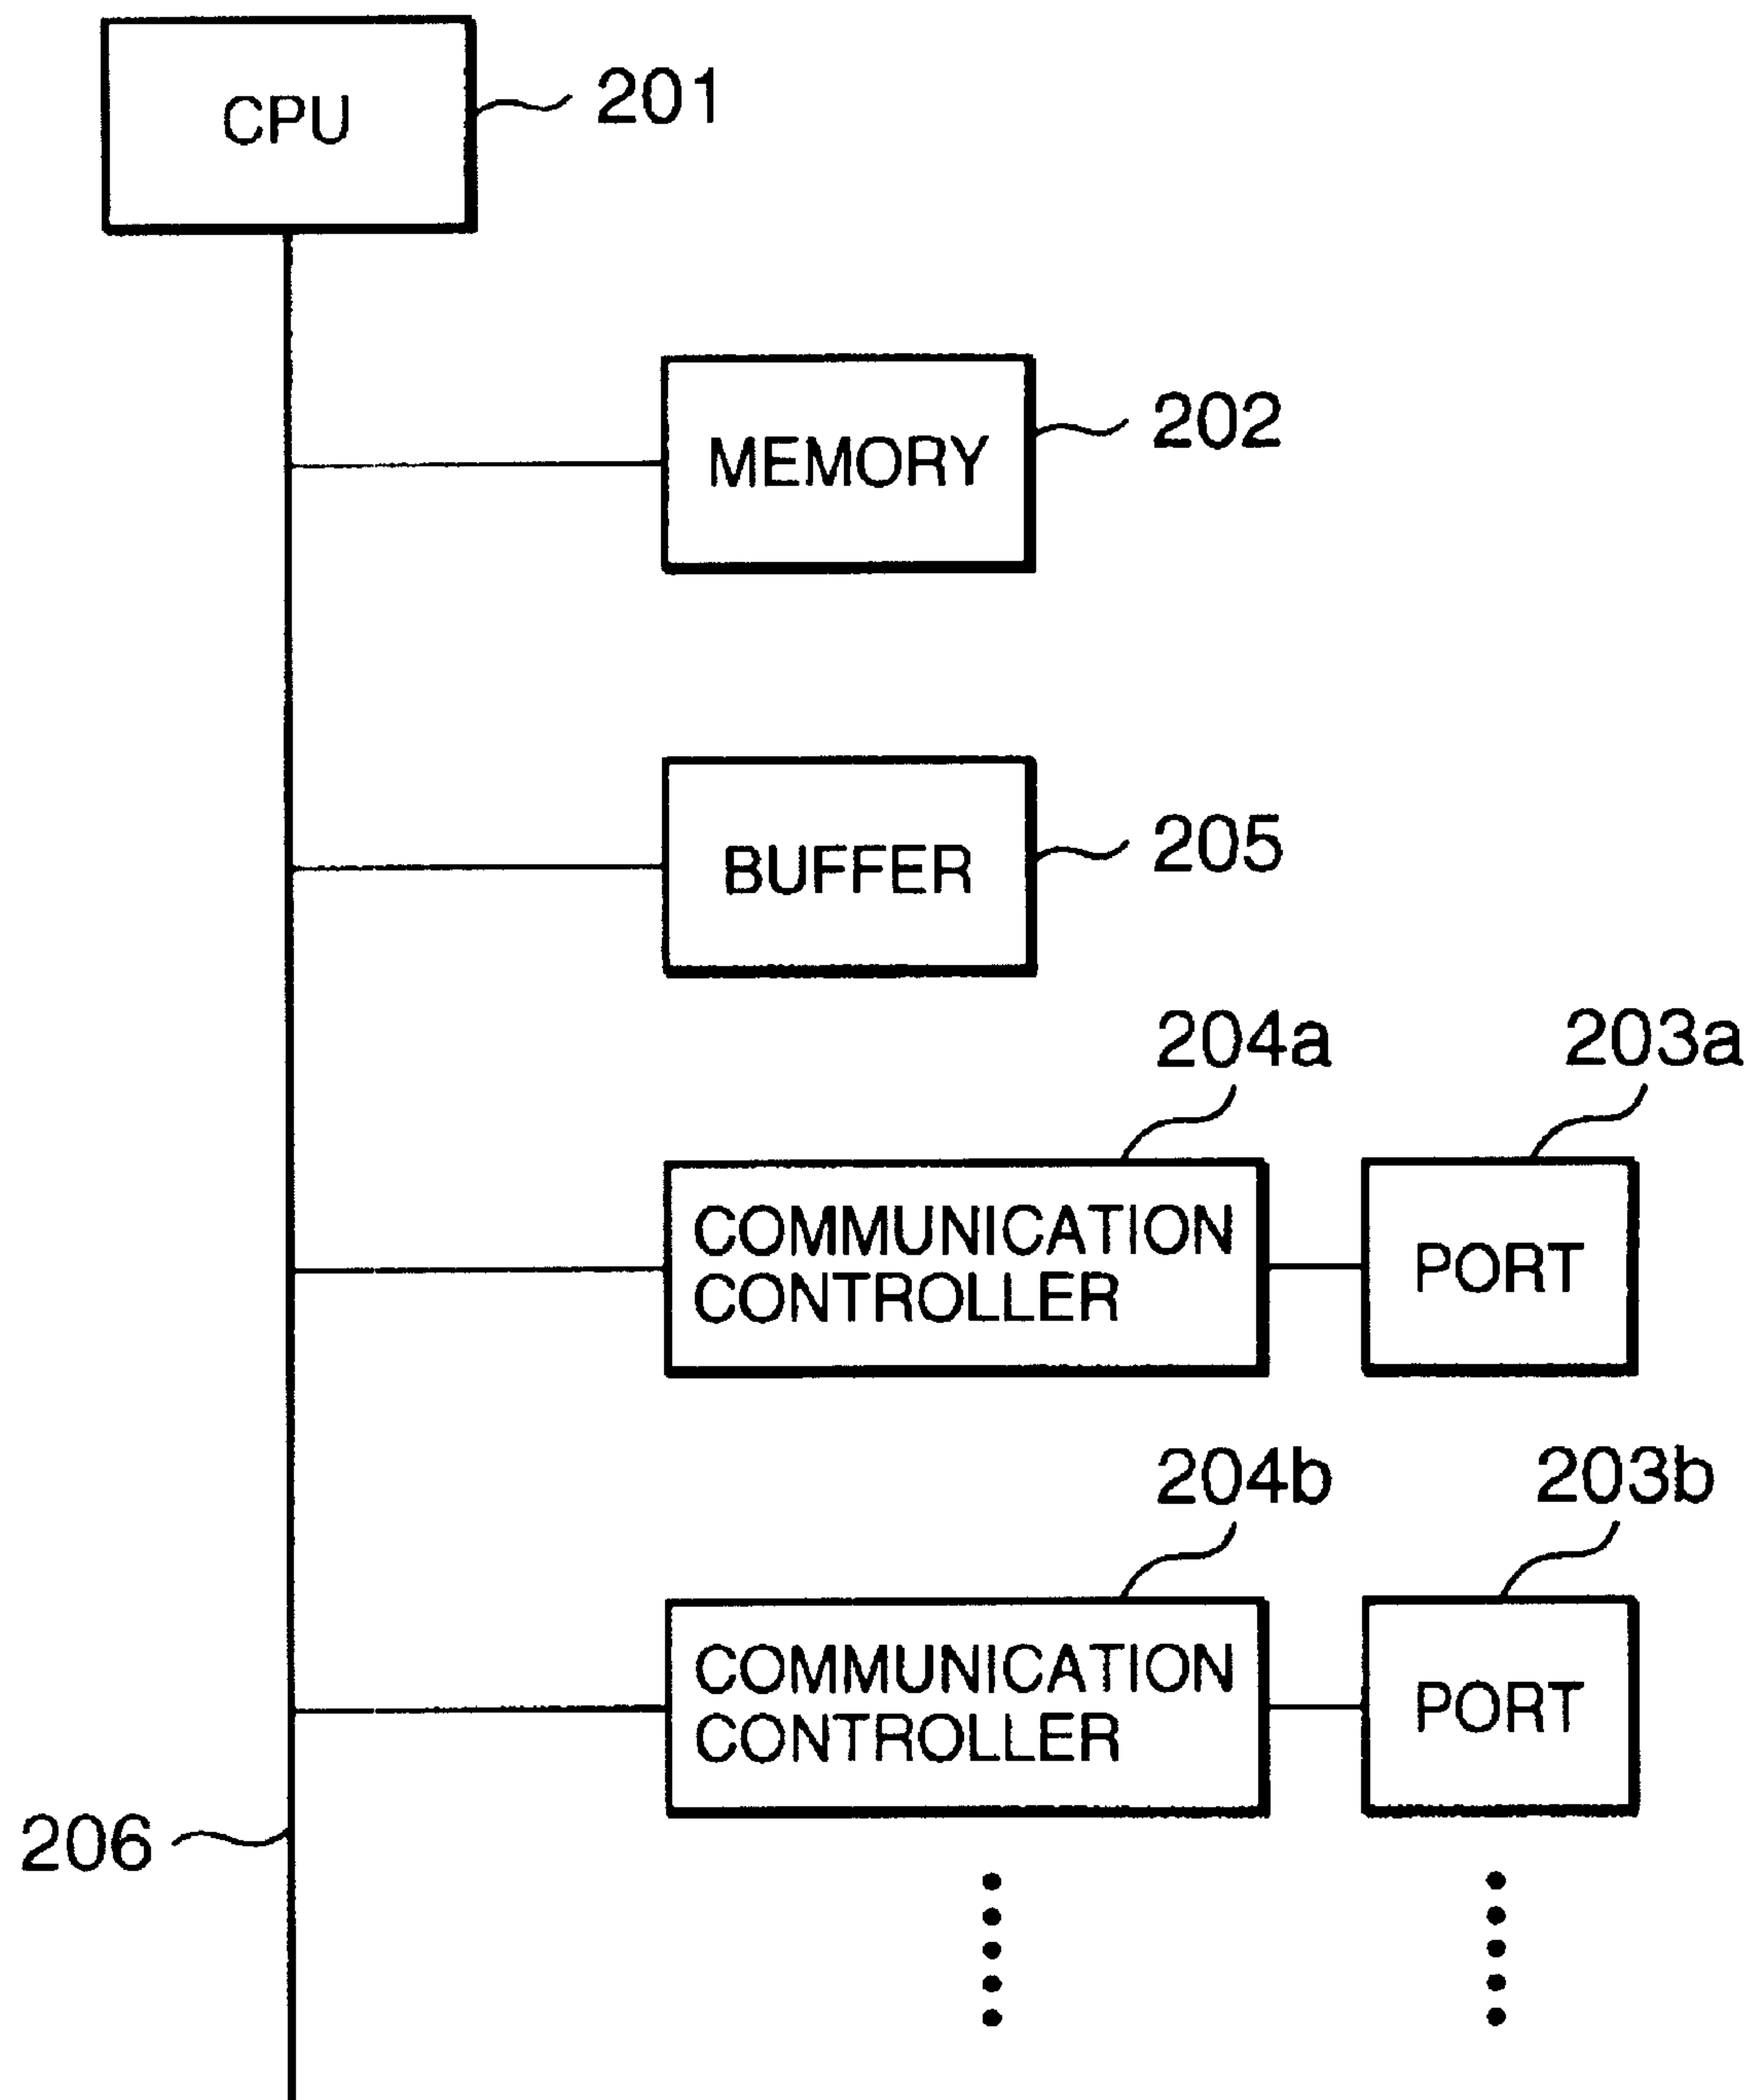 CPU
201
MEMORY
202
BUFFER
205
204a
203a
COMMUNICATION
CONTROLLER
PORT
204b
203b
COMMUNICATION
CONTROLLER
PORT
206